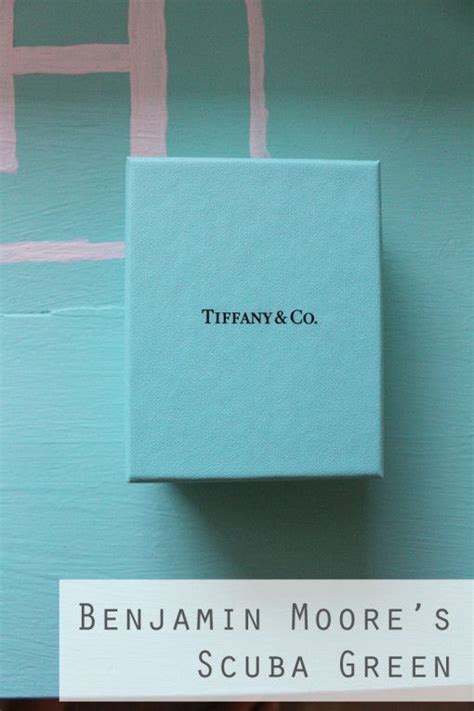 TIFFANY & CO.
BENJAMIN MOORE'S
SCUBA GREEN